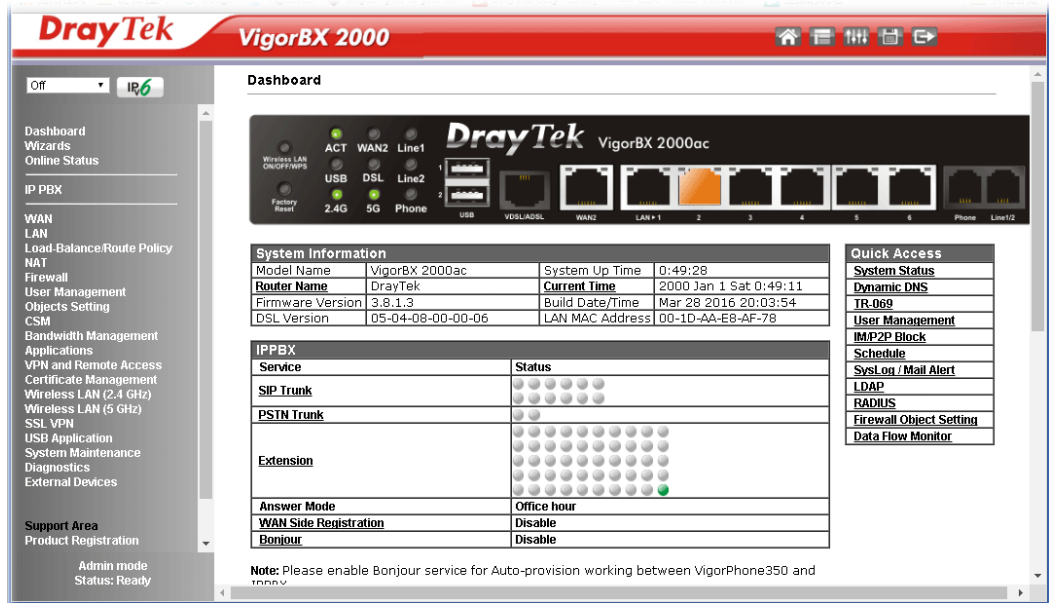 DrayTek
VigorBX 2000
Off
IPv6
Dashboard
Wizards
Online Status
IP PBX
WAN
LAN
Load-Balance/Route Policy
NAT
Firewall
User Management
Objects Setting
CSM
Bandwidth Management
Applications
VPN and Remote Access
Certificate Management
Wireless LAN (2.4 GHz)
Wireless LAN (5 GHz)
SSL VPN
USB Application
System Maintenance
Diagnostics
External Devices
Support Area
Product Registration
Admin mode
Status: Ready
Dashboard
DrayTek VigorBX 2000ac
Wireless LAN
ON/OFF/WPS
ACT WAN2 Line1
USB DSL Line2
Factory
Reset
2.4G 5G Phone
1
2
USB VDSL/ADSL WAN2 LAN 1 2 3 4 5 6 Phone Line1/2
System Information
Model Name VigorBX 2000ac System Up Time 0:49:28
Router Name DrayTek Current Time 2000 Jan 1 Sat 0:49:11
Firmware Version 3.8.1.3 Build Date/Time Mar 28 2016 20:03:54
DSL Version 05-04-08-00-00-06 LAN MAC Address 00-1D-AA-E8-AF-78
IPPBX
Service Status
SIP Trunk
PSTN Trunk
Extension
Answer Mode Office hour
WAN Side Registration Disable
Bonjour Disable
Note: Please enable Bonjour service for Auto-provision working between VigorPhone350 and
IPPBX
Quick Access
System Status
Dynamic DNS
TR-069
User Management
IM/P2P Block
Schedule
SysLog / Mail Alert
LDAP
RADIUS
Firewall Object Setting
Data Flow Monitor